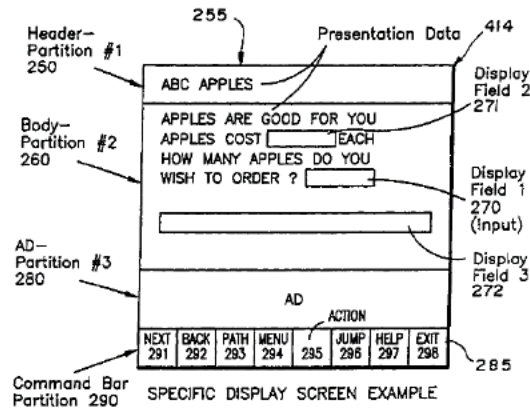 255
Header–
Partition #1
250
Presentation Data
414
ABC APPLES
Display
Field 2
271
APPLES ARE GOOD FOR YOU
APPLES COST EACH
HOW MANY APPLES DO YOU
WISH TO ORDER ?
Body–
Partition #2
260
Display
Field 1
270
(Input)
Display
Field 3
272
AD–
Partition #3
280
AD
ACTION
NEXT BACK PATH MENU JUMP HELP EXIT
291 292 293 294 295 296 297 298
285
Command Bar
Partition 290
SPECIFIC DISPLAY SCREEN EXAMPLE